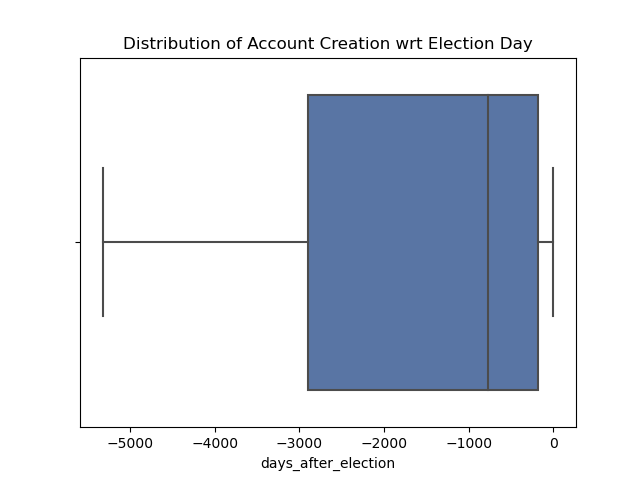 Distribution of Account Creation wrt Election Day
−5000 −4000 −3000 −2000 −1000 0
days_after_election